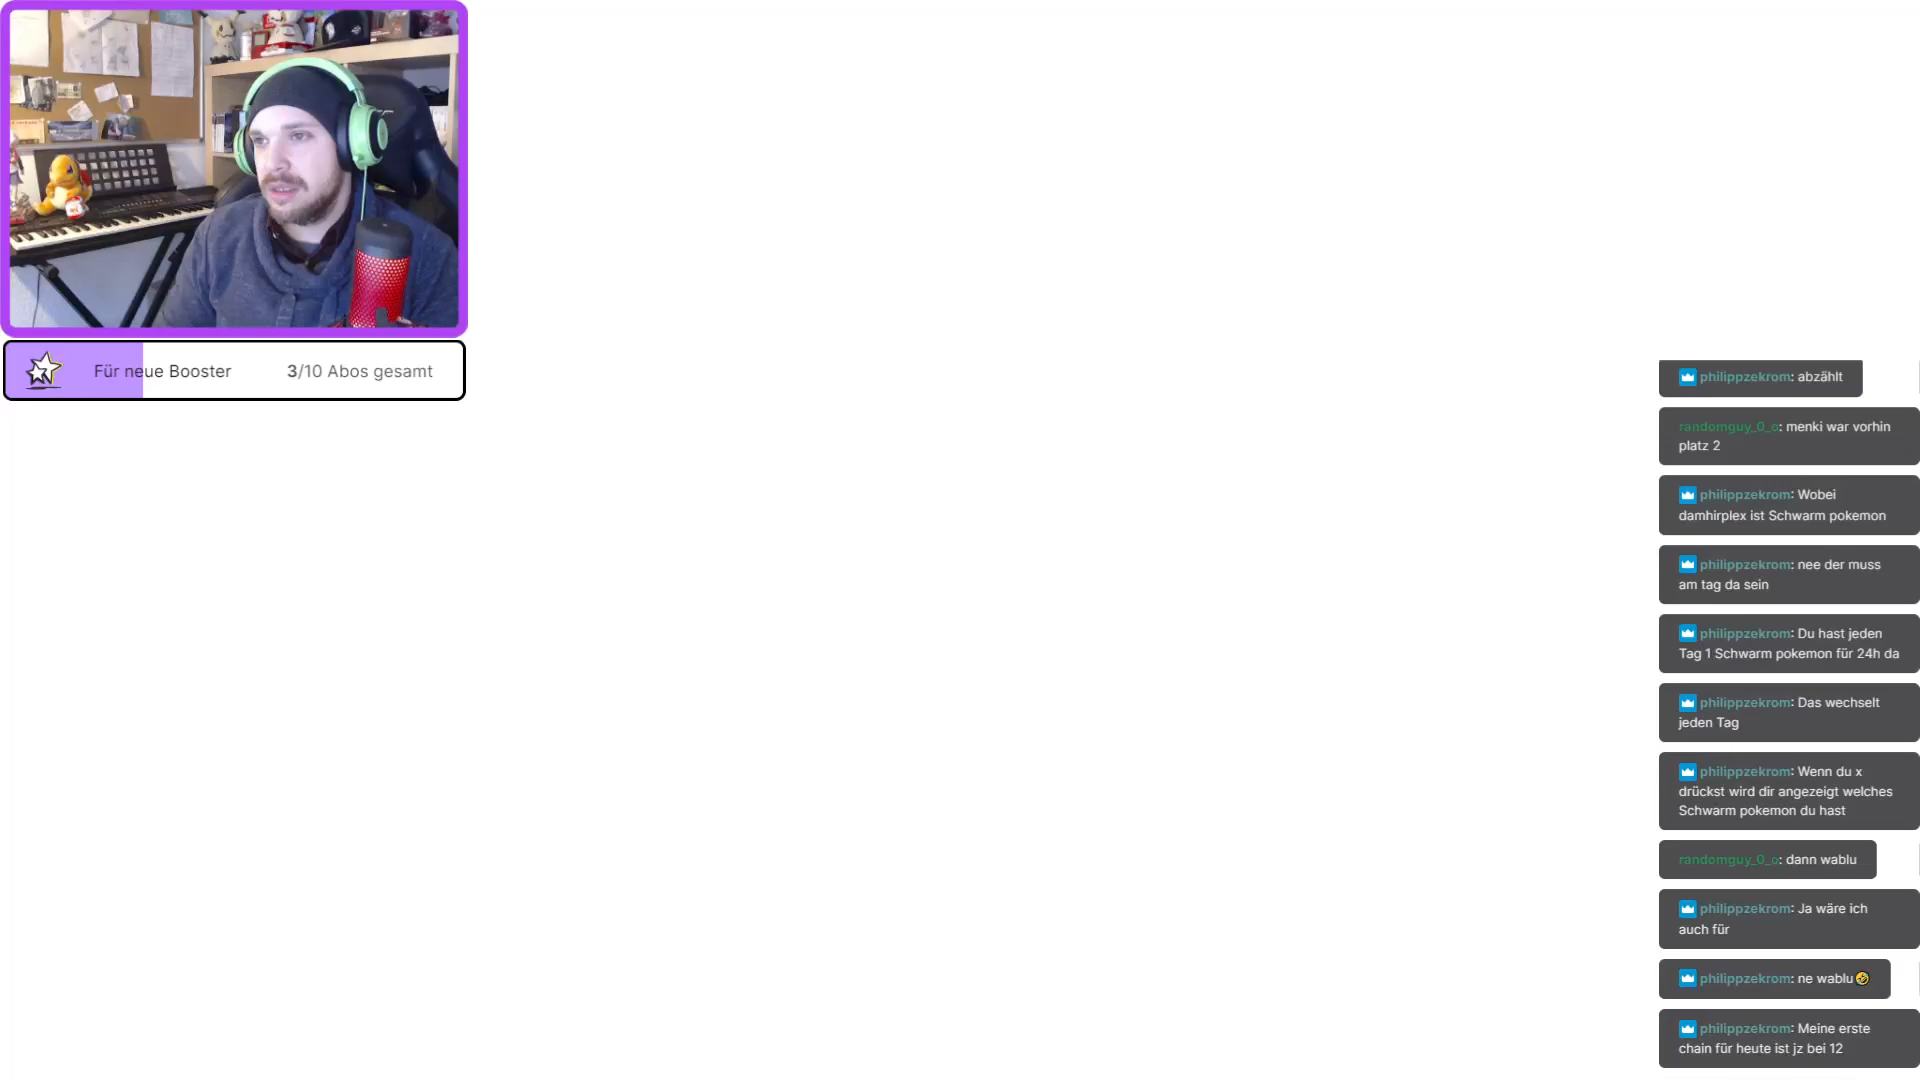 Für neue Booster 3/10 Abos gesamt
philippzekrom: abzählt
randomguy_0_o: menki war vorhin
platz 2
philippzekrom: Wobei
damhirplex ist Schwarm pokemon
philippzekrom: nee der muss
am tag da sein
philippzekrom: Du hast jeden
Tag 1 Schwarm pokemon für 24h da
philippzekrom: Das wechselt
jeden Tag
philippzekrom: Wenn du x
drückst wird dir angezeigt welches
Schwarm pokemon du hast
randomguy_0_o: dann wablu
philippzekrom: Ja wäre ich
auch für
philippzekrom: ne wablu🤣
philippzekrom: Meine erste
chain für heute ist jz bei 12